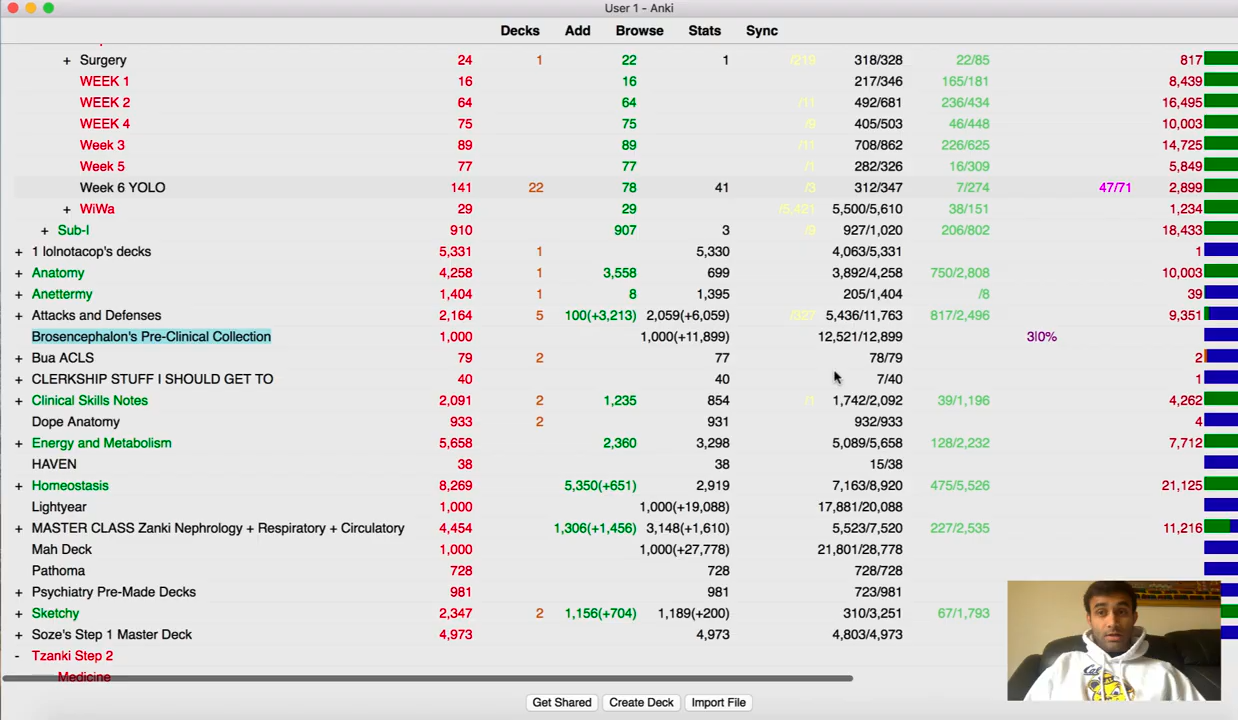 User 1 - Anki
Decks Add Browse Stats Sync
+ Surgery 24 1 22 1 /219 318/328 22/85 817
WEEK 1 16 16 217/346 165/181 8,439
WEEK 2 64 64 /11 492/681 236/434 16,495
WEEK 4 75 75 /9 405/503 46/448 10,003
Week 3 89 89 /11 708/862 226/625 14,725
Week 5 77 77 /1 282/326 16/309 5,849
Week 6 YOLO 141 22 78 41 /3 312/347 7/274 47/71 2,899
+ WiWa 29 29 /5,421 5,500/5,610 38/151 1,234
+ Sub-I 910 907 3 /9 927/1,020 206/802 18,433
+ 1 lolnotacop's decks 5,331 1 5,330 4,063/5,331 1
+ Anatomy 4,258 1 3,558 699 3,892/4,258 750/2,808 10,003
+ Anettermy 1,404 1 8 1,395 205/1,404 /8 39
+ Attacks and Defenses 2,164 5 100(+3,213) 2,059(+6,059) /327 5,436/11,763 817/2,496 9,351
Brosencephalon's Pre-Clinical Collection 1,000 1,000(+11,899) 12,521/12,899 3|0%
+ Bua ACLS 79 2 77 78/79 2
+ CLERKSHIP STUFF I SHOULD GET TO 40 40 7/40 1
+ Clinical Skills Notes 2,091 2 1,235 854 /1 1,742/2,092 39/1,196 4,262
Dope Anatomy 933 2 931 932/933 4
+ Energy and Metabolism 5,658 2,360 3,298 5,089/5,658 128/2,232 7,712
HAVEN 38 38 15/38
+ Homeostasis 8,269 5,350(+651) 2,919 7,163/8,920 475/5,526 21,125
Lightyear 1,000 1,000(+19,088) 17,881/20,088
+ MASTER CLASS Zanki Nephrology + Respiratory + Circulatory 4,454 1,306(+1,456) 3,148(+1,610) 5,523/7,520 227/2,535 11,216
Mah Deck 1,000 1,000(+27,778) 21,801/28,778
Pathoma 728 728 728/728
+ Psychiatry Pre-Made Decks 981 981 723/981
+ Sketchy 2,347 2 1,156(+704) 1,189(+200) 310/3,251 67/1,793
+ Soze's Step 1 Master Deck 4,973 4,973 4,803/4,973
- Tzanki Step 2
Medicine
Get Shared Create Deck Import File